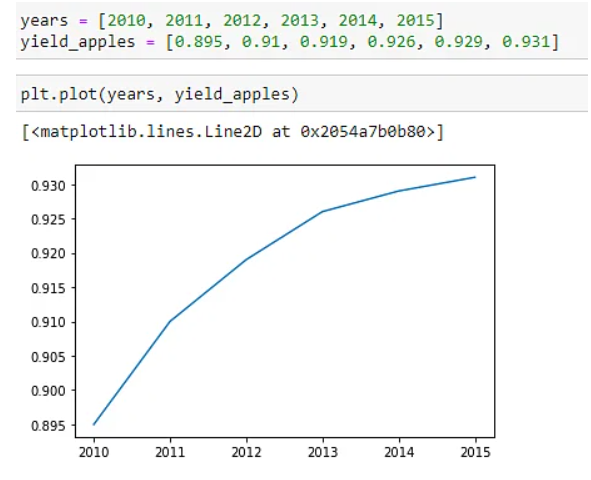 years = [2010, 2011, 2012, 2013, 2014, 2015]
yield_apples = [0.895, 0.91, 0.919, 0.926, 0.929, 0.931]
plt.plot(years, yield_apples)
[<matplotlib.lines.Line2D at 0x2054a7b0b80>]
0.930
0.925
0.920
0.915
0.910
0.905
0.900
0.895
2010 2011 2012 2013 2014 2015